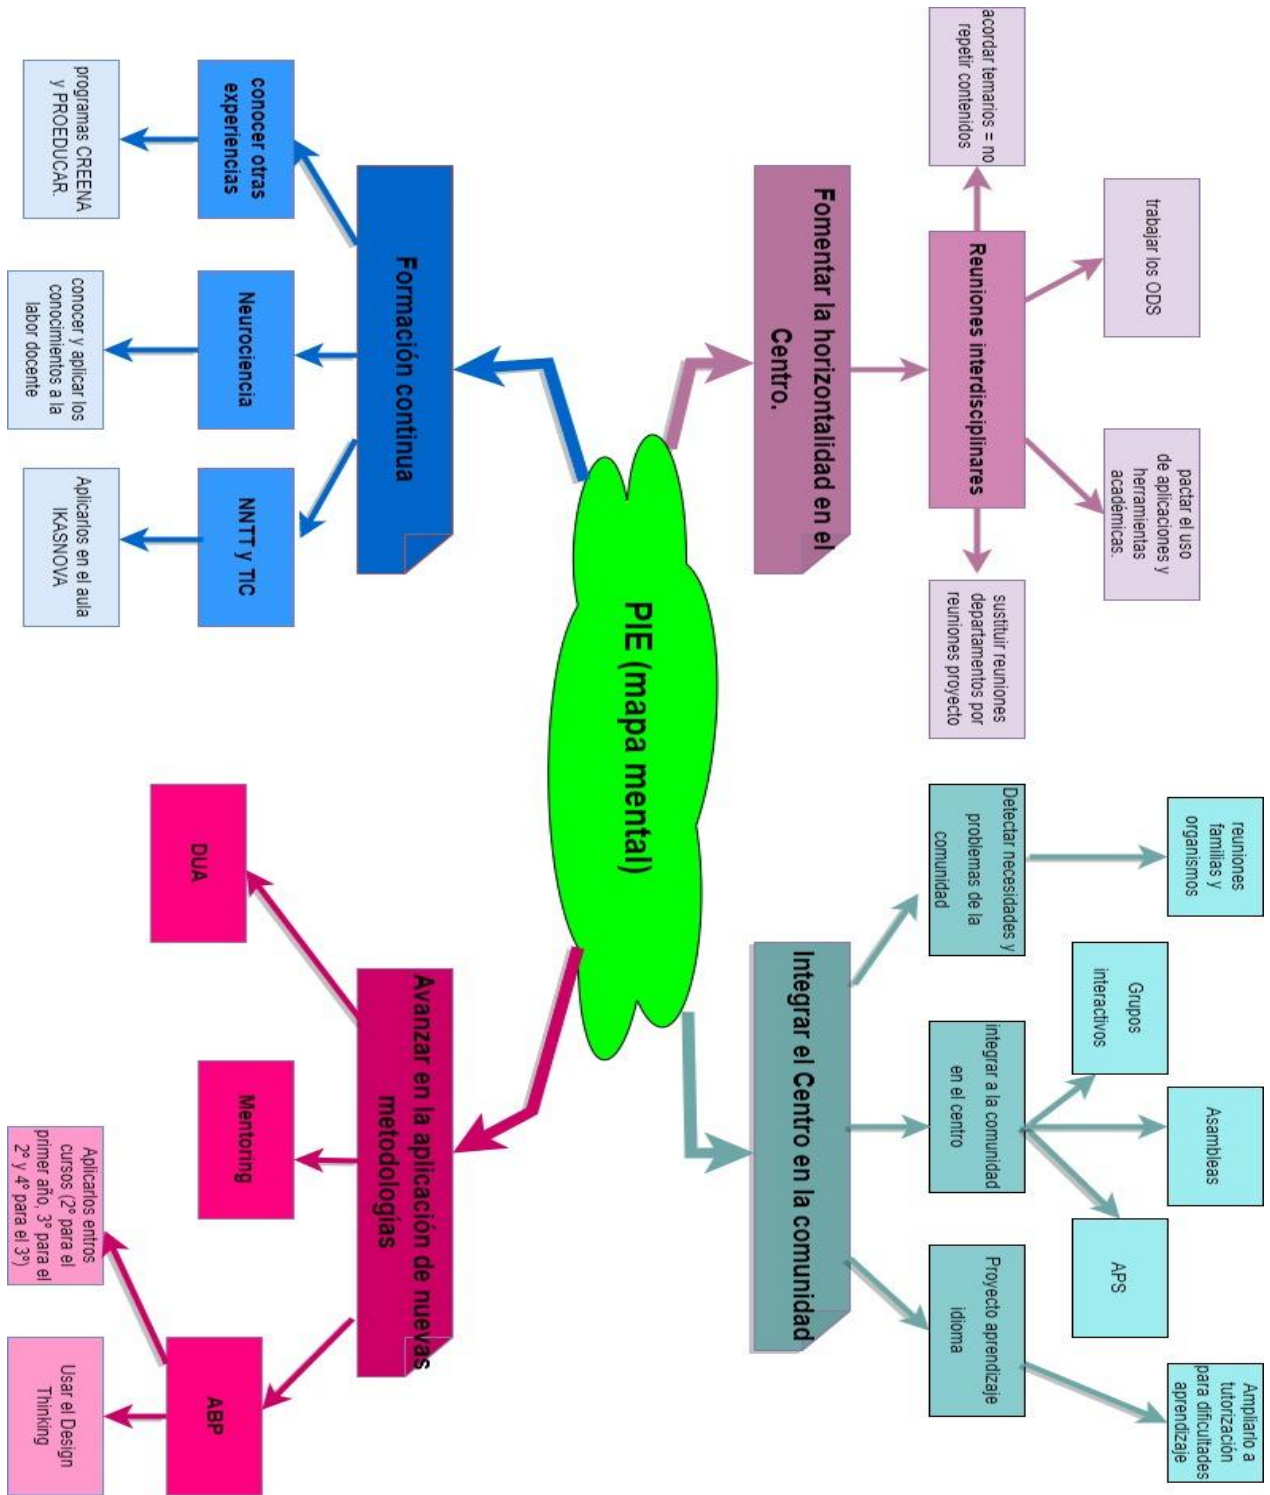 acordar temarios = no
repetir contenidos
trabajar los ODS
pactar el uso
de aplicaciones y
herramientas
académicas.
sustituir reuniones
departamentos por
reuniones proyecto
Reuniones interdisciplinares
Fomentar la horizontalidad en el
Centro.
reuniones
familias y
organismos
Grupos
interactivos
Asambleas
APS
Ampliarlo a
tutorización
para dificultades
aprendizaje
Detectar necesidades y
problemas de la
comunidad
integrar a la comunidad
en el centro
Proyecto aprendizaje
idioma
Integrar el Centro en la comunidad
PIE (mapa mental)
Formación continua
conocer otras
experiencias
Neurociencia
NNTT y TIC
programas CREENA
y PROEDUCAR.
conocer y aplicar los
conocimientos a la
labor docente
Aplicarlos en el aula
IKASNOVA
Avanzar en la aplicación de nuevas
metodologías
DUA
Mentoring
ABP
Aplicarlos entros
cursos (2º para el
primer año, 3º para el
2º y 4º para el 3º)
Usar el Design
Thinking